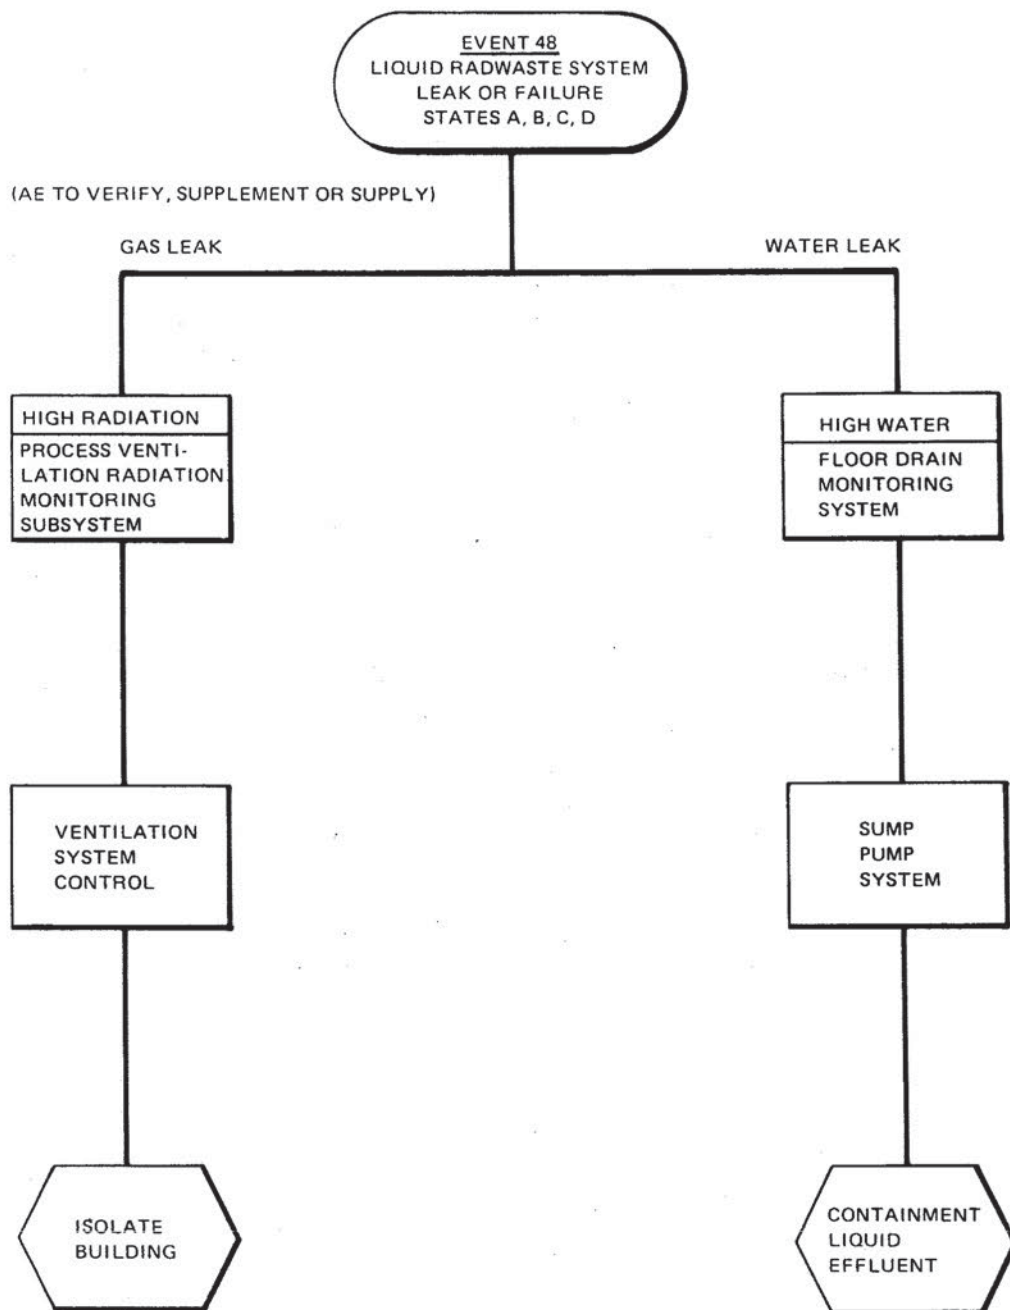 EVENT 48
LIQUID RADWASTE SYSTEM
LEAK OR FAILURE
STATES A, B, C, D
(AE TO VERIFY, SUPPLEMENT OR SUPPLY)
GAS LEAK
WATER LEAK
HIGH RADIATION
PROCESS VENTI-
LATION RADIATION
MONITORING
SUBSYSTEM
HIGH WATER
FLOOR DRAIN
MONITORING
SYSTEM
VENTILATION
SYSTEM
CONTROL
SUMP
PUMP
SYSTEM
ISOLATE
BUILDING
CONTAINMENT
LIQUID
EFFLUENT